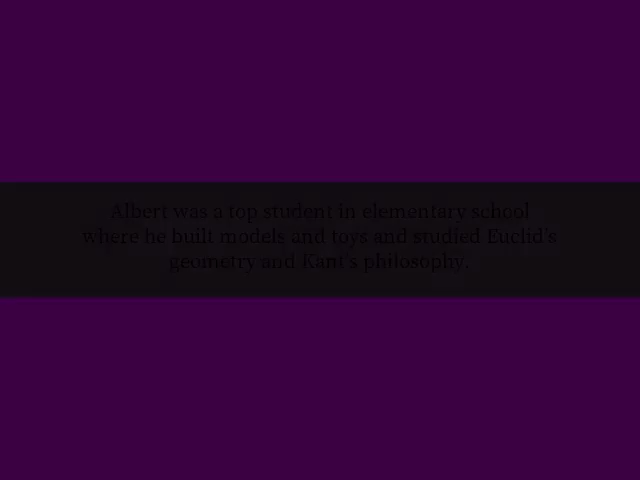 Albert was a top student in elementary school
where he built models and toys and studied Euclid's
geometry and Kant's philosophy.